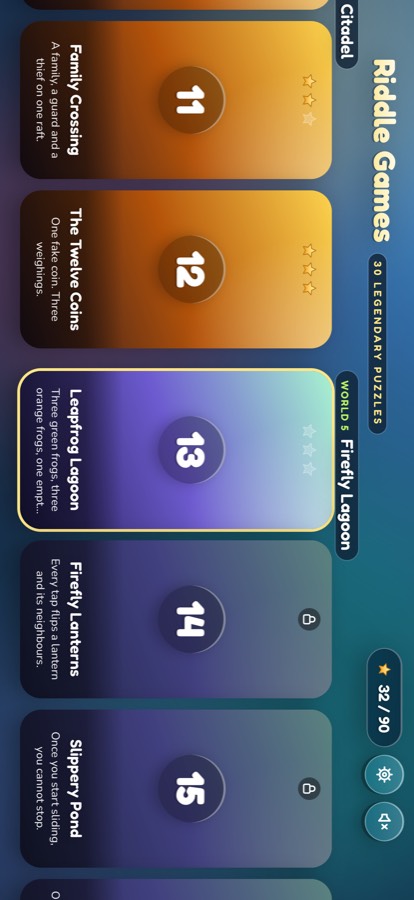 Riddle Games
30 LEGENDARY PUZZLES
32 / 90
Citadel
WORLD 5 Firefly Lagoon
11
Family Crossing
A family, a guard and a
thief on one raft.
12
The Twelve Coins
One fake coin. Three
weighings.
13
Leapfrog Lagoon
Three green frogs, three
orange frogs, one empt...
14
Firefly Lanterns
Every tap flips a lantern
and its neighbours.
15
Slippery Pond
Once you start sliding,
you cannot stop.